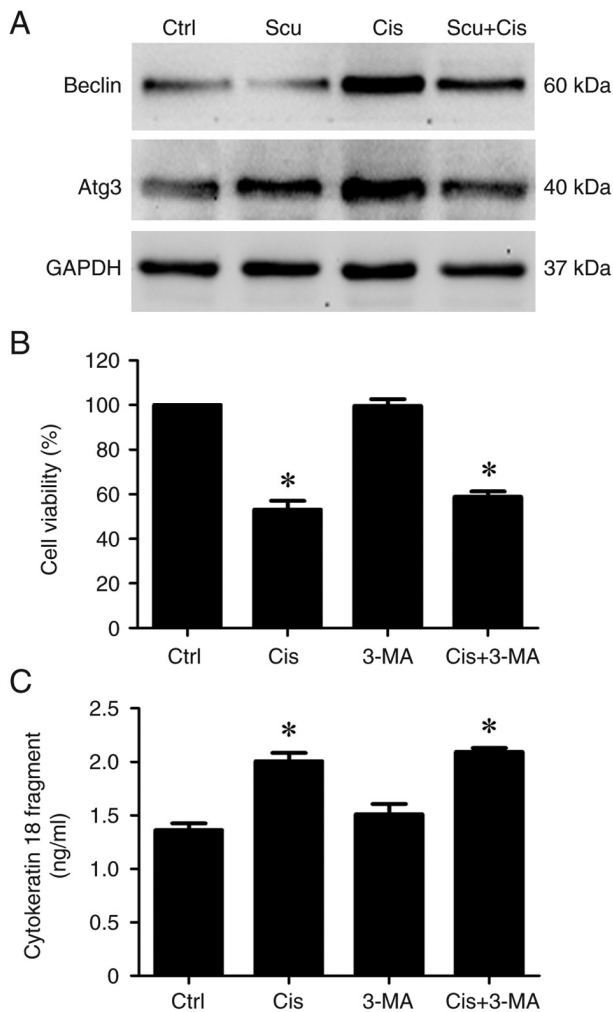 A
Ctrl Scu Cis Scu+Cis
Beclin 60 kDa
Atg3 40 kDa
GAPDH 37 kDa
B
Cell viability (%)
120
100
80
60
40
20
0
* *
Ctrl Cis 3-MA Cis+3-MA
C
Cytokeratin 18 fragment
(ng/ml)
2.5
2.0
1.5
1.0
0.5
0
* *
Ctrl Cis 3-MA Cis+3-MA